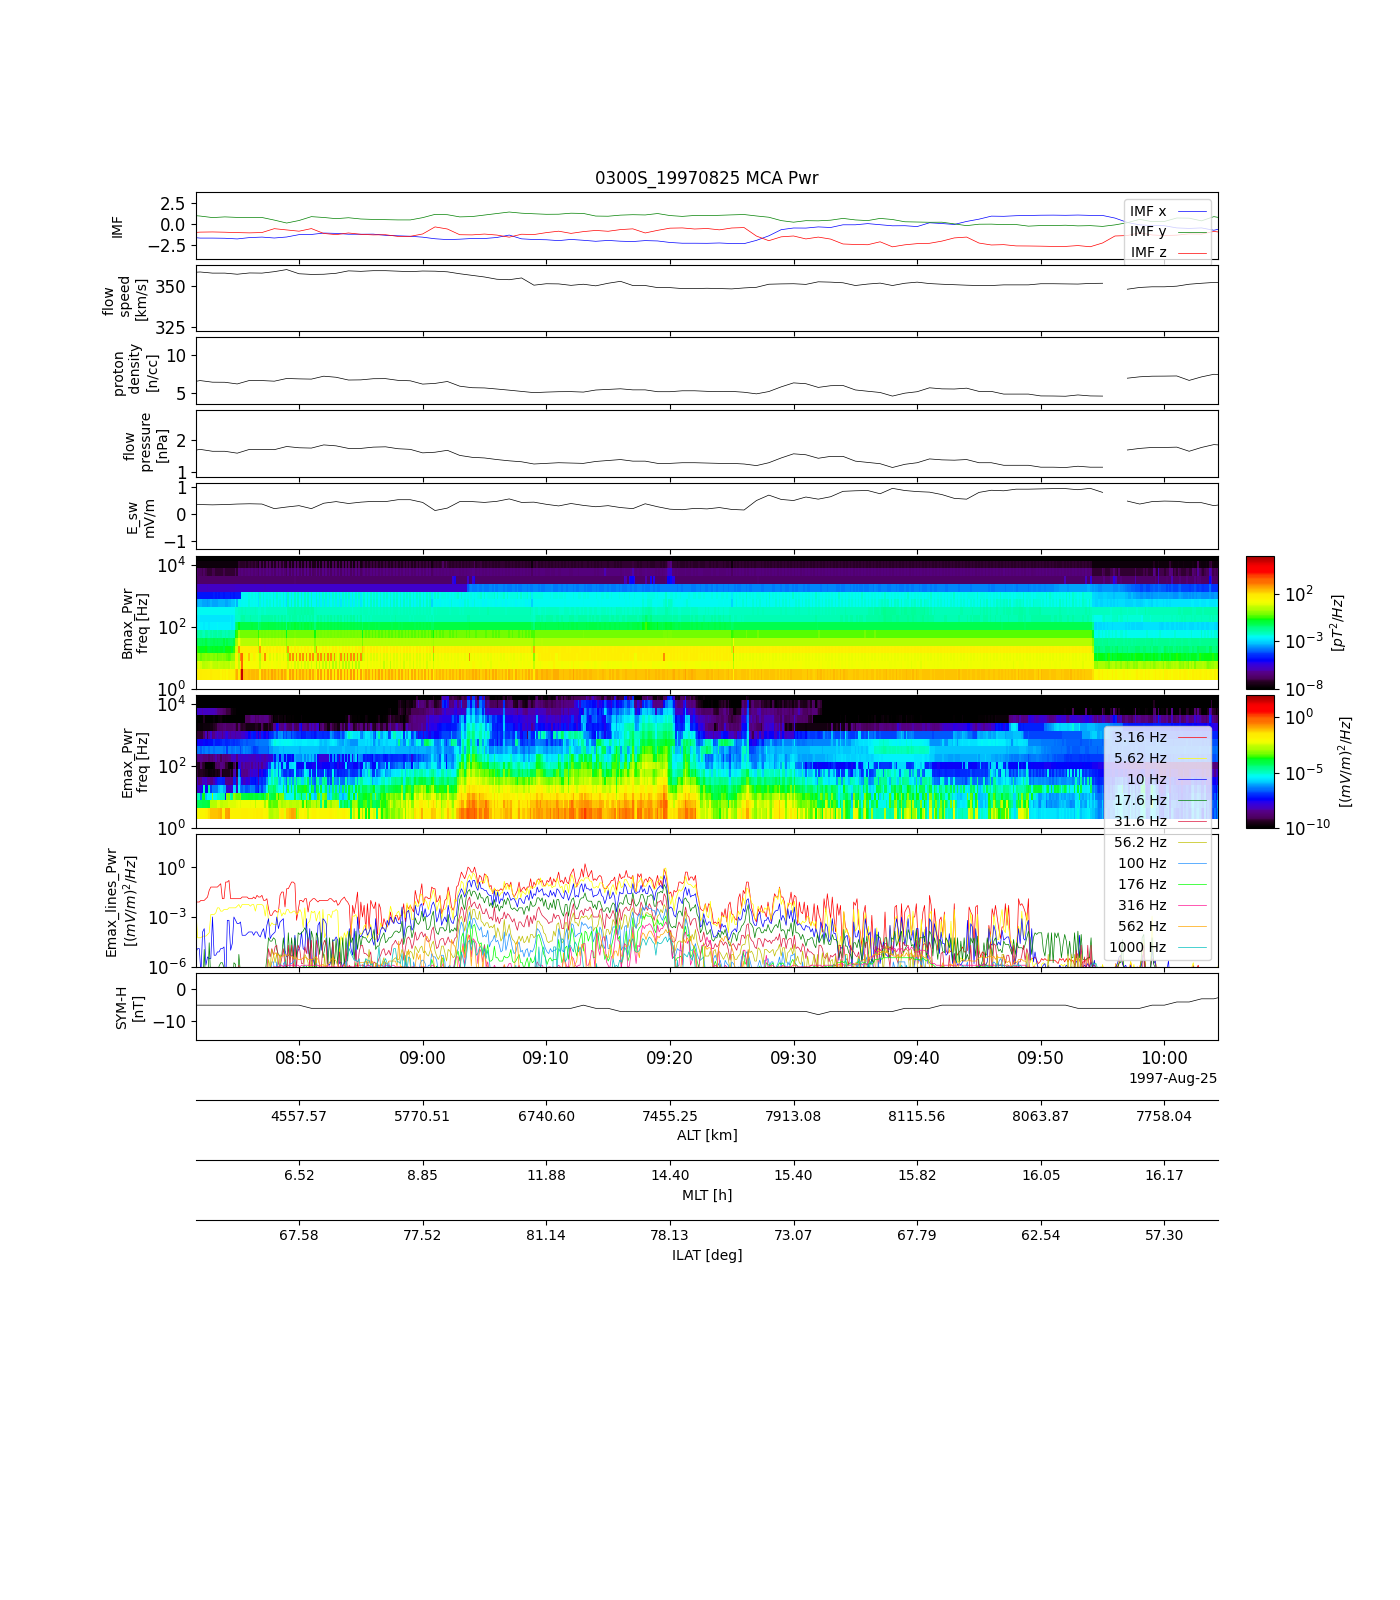 0300S_19970825 MCA Pwr
2.5
0.0
−2.5
IMF
IMF x
IMF y
IMF z
350
325
flow
speed
[km/s]
10
5
proton
density
[n/cc]
2
1
flow
pressure
[nPa]
1
0
−1
E_sw
mV/m
10^4
10^2
10^0
Bmax_Pwr
freq [Hz]
10^2
10^−3
10^−8
[pT^2/Hz]
10^4
10^2
10^0
Emax_Pwr
freq [Hz]
10^0
10^−5
10^−10
[(mV/m)^2/Hz]
3.16 Hz
5.62 Hz
10 Hz
17.6 Hz
31.6 Hz
56.2 Hz
100 Hz
176 Hz
316 Hz
562 Hz
1000 Hz
10^0
10^−3
10^−6
Emax_lines_Pwr
[(mV/m)^2/Hz]
0
−10
SYM-H
[nT]
08:50 09:00 09:10 09:20 09:30 09:40 09:50 10:00
1997-Aug-25
4557.57 5770.51 6740.60 7455.25 7913.08 8115.56 8063.87 7758.04
ALT [km]
6.52 8.85 11.88 14.40 15.40 15.82 16.05 16.17
MLT [h]
67.58 77.52 81.14 78.13 73.07 67.79 62.54 57.30
ILAT [deg]